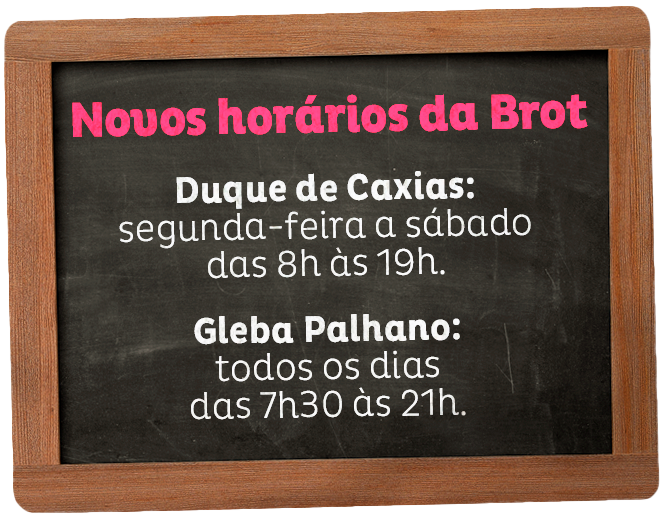 Novos horários da Brot
Duque de Caxias:
segunda-feira a sábado
das 8h às 19h.
Gleba Palhano:
todos os dias
das 7h30 às 21h.